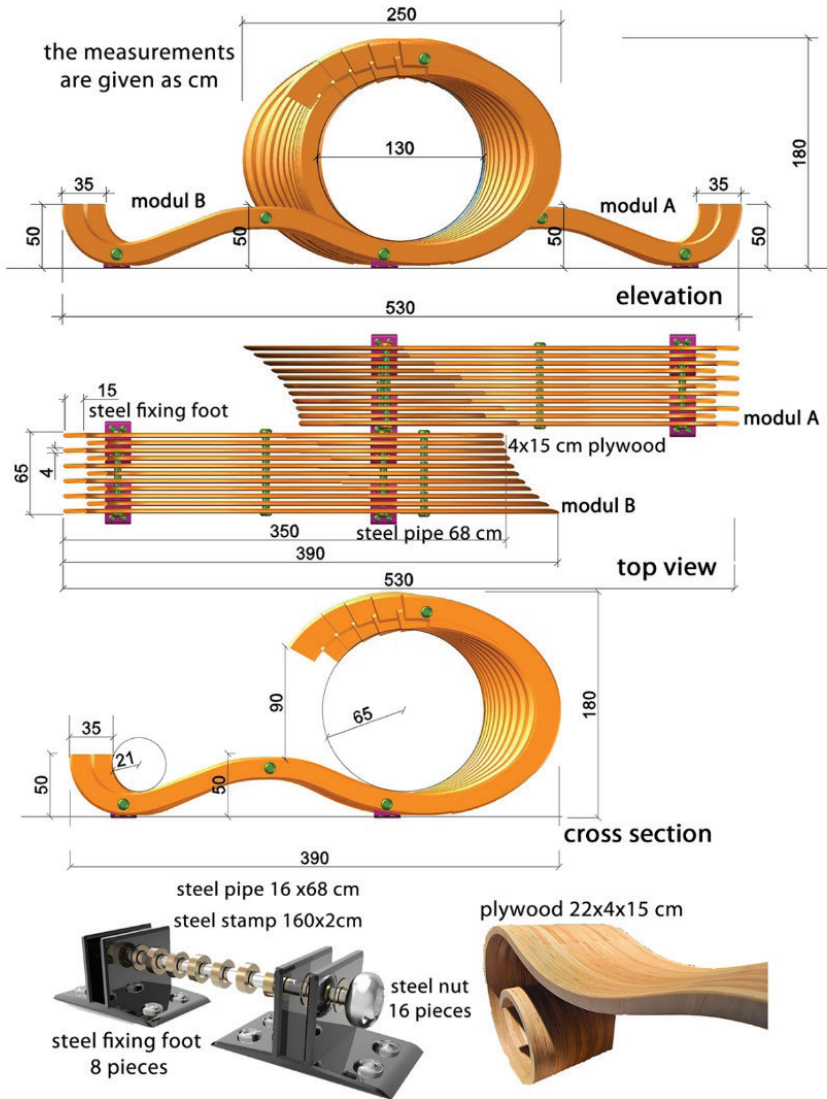 250
the measurements
are given as cm
180
130
35
modul B
modul A
35
50
50
50
50
elevation
530
15
steel fixing foot
modul A
4x15 cm plywood
65
4
modul B
350
steel pipe 68 cm
390
top view
530
90
65
180
35
21
50
50
cross section
390
steel pipe 16 x68 cm
steel stamp 160x2cm
plywood 22x4x15 cm
steel nut
16 pieces
steel fixing foot
8 pieces